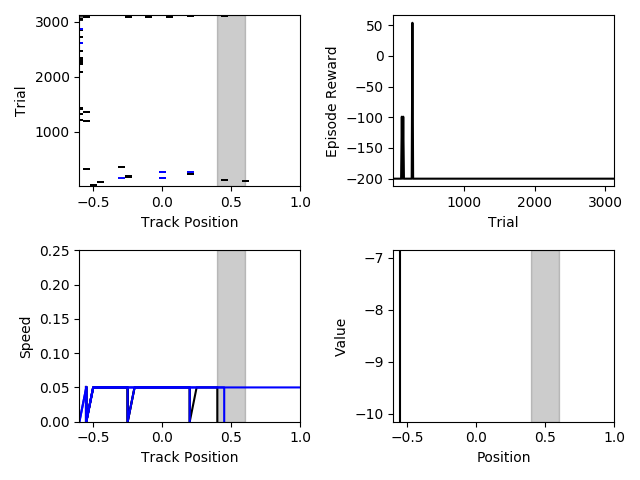 3000
2000
1000
Trial
−0.5 0.0 0.5 1.0
Track Position
50
0
−50
−100
−150
−200
Episode Reward
1000 2000 3000
Trial
0.25
0.20
0.15
0.10
0.05
0.00
Speed
−0.5 0.0 0.5 1.0
Track Position
−7
−8
−9
−10
Value
−0.5 0.0 0.5 1.0
Position